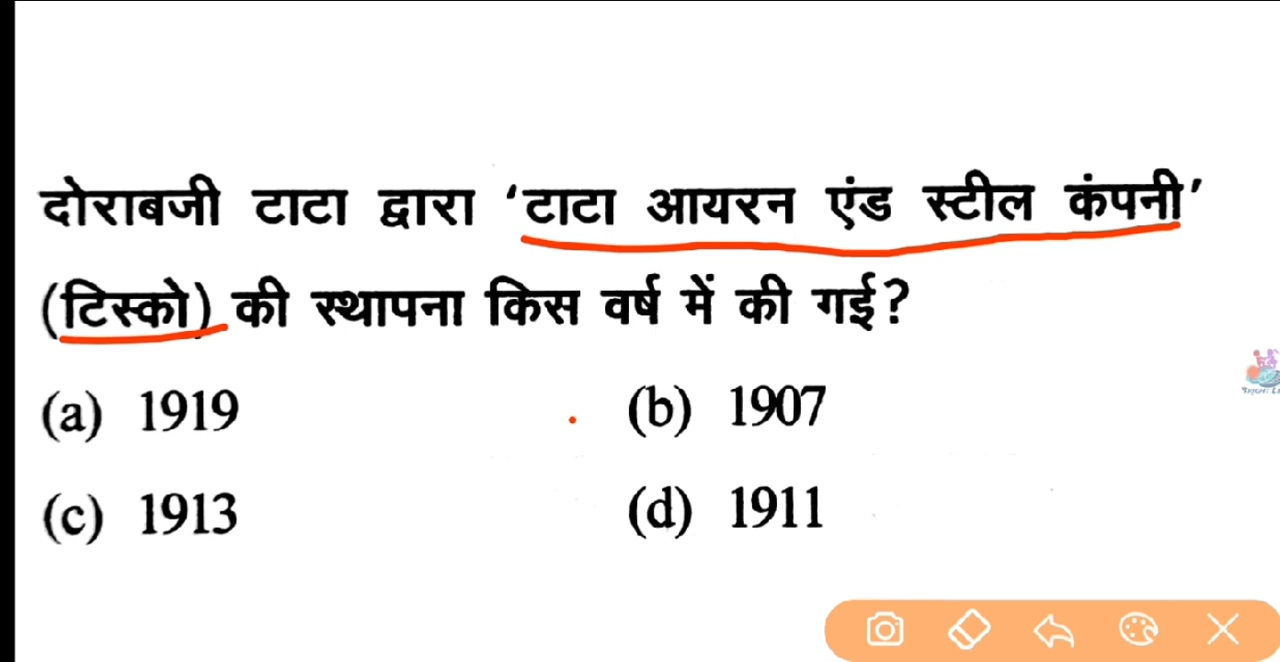 दोराबजी टाटा द्वारा ‘टाटा आयरन एंड स्टील कंपनी’
(टिस्को) की स्थापना किस वर्ष में की गई?
(a) 1919 (b) 1907
(c) 1913 (d) 1911